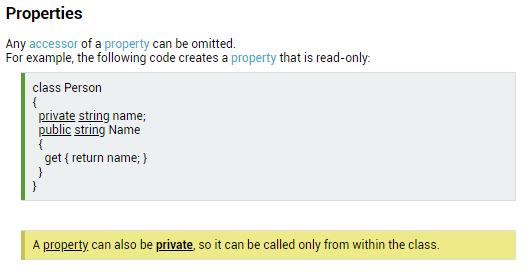 Properties
Any accessor of a property can be omitted.
For example, the following code creates a property that is read-only:
class Person
{
private string name;
public string Name
{
get { return name; }
}
}
A property can also be private, so it can be called only from within the class.